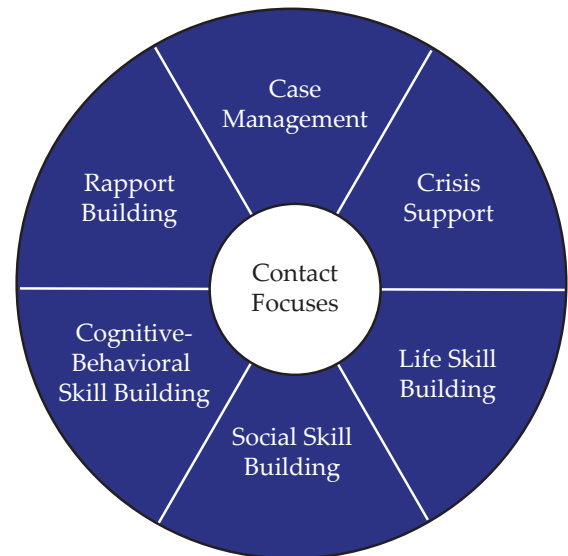 Case
Management
Crisis
Support
Life Skill
Building
Social Skill
Building
Cognitive-
Behavioral
Skill Building
Rapport
Building
Contact
Focuses